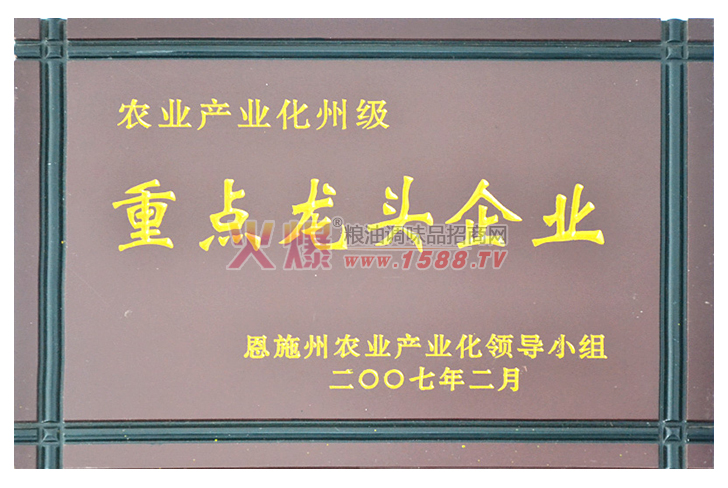 农业产业化州级
重点龙头企业
火爆®粮油调味品招商网
www.1588.TV
恩施州农业产业化领导小组
二〇〇七年二月